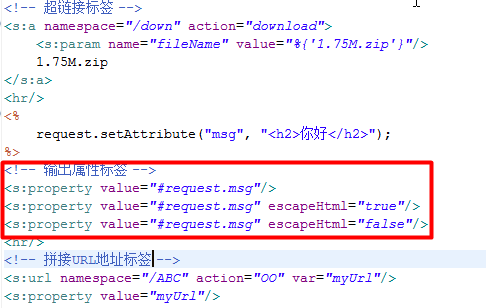 <!-- 超链接标签 -->
<s:a namespace="/down" action="download">
<s:param name="fileName" value="%{'1.75M.zip'}"/>
1.75M.zip
</s:a>
<hr/>
<%
request.setAttribute("msg", "<h2>你好</h2>");
%>
<!-- 输出属性标签 -->
<s:property value="#request.msg"/>
<s:property value="#request.msg" escapeHtml="true"/>
<s:property value="#request.msg" escapeHtml="false"/>
<hr/>
<!-- 拼接URL地址标签 -->
<s:url namespace="/ABC" action="OO" var="myUrl"/>
<s:property value="myUrl"/>